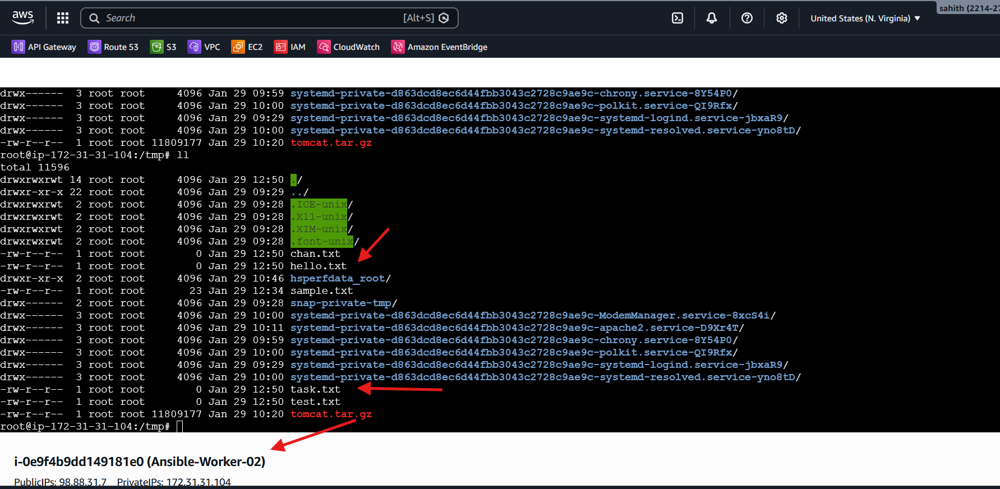 aws
Search [Alt+S]
United States (N. Virginia) ▼
sahith (2214-27
API Gateway Route 53 S3 VPC EC2 IAM CloudWatch Amazon EventBridge
drwx------  3 root root     4096 Jan 29 09:59 systemd-private-d863dcd8ec6d44fbb3043c2728c9ae9c-chrony.service-8Y54P0/
drwx------  3 root root     4096 Jan 29 10:00 systemd-private-d863dcd8ec6d44fbb3043c2728c9ae9c-polkit.service-QI9Rfx/
drwx------  3 root root     4096 Jan 29 09:29 systemd-private-d863dcd8ec6d44fbb3043c2728c9ae9c-systemd-logind.service-jbxaR9/
drwx------  3 root root     4096 Jan 29 10:00 systemd-private-d863dcd8ec6d44fbb3043c2728c9ae9c-systemd-resolved.service-yno8tD/
-rw-r--r--  1 root root 11809177 Jan 29 10:20 tomcat.tar.gz
root@ip-172-31-31-104:/tmp# ll
total 11596
drwxrwxrwt 14 root root     4096 Jan 29 12:50 ./
drwxr-xr-x 22 root root     4096 Jan 29 09:29 ../
drwxrwxrwt  2 root root     4096 Jan 29 09:28 .ICE-unix/
drwxrwxrwt  2 root root     4096 Jan 29 09:28 .X11-unix/
drwxrwxrwt  2 root root     4096 Jan 29 09:28 .XIM-unix/
drwxrwxrwt  2 root root     4096 Jan 29 09:28 .font-unix/
-rw-r--r--  1 root root        0 Jan 29 12:50 chan.txt
-rw-r--r--  1 root root        0 Jan 29 12:50 hello.txt
drwxr-xr-x  2 root root     4096 Jan 29 10:46 hsperfdata_root/
-rw-r--r--  1 root root       23 Jan 29 12:34 sample.txt
drwx------  2 root root     4096 Jan 29 09:28 snap-private-tmp/
drwx------  3 root root     4096 Jan 29 10:00 systemd-private-d863dcd8ec6d44fbb3043c2728c9ae9c-ModemManager.service-8xcS4i/
drwx------  3 root root     4096 Jan 29 10:11 systemd-private-d863dcd8ec6d44fbb3043c2728c9ae9c-apache2.service-D9Xr4T/
drwx------  3 root root     4096 Jan 29 09:59 systemd-private-d863dcd8ec6d44fbb3043c2728c9ae9c-chrony.service-8Y54P0/
drwx------  3 root root     4096 Jan 29 10:00 systemd-private-d863dcd8ec6d44fbb3043c2728c9ae9c-polkit.service-QI9Rfx/
drwx------  3 root root     4096 Jan 29 09:29 systemd-private-d863dcd8ec6d44fbb3043c2728c9ae9c-systemd-logind.service-jbxaR9/
drwx------  3 root root     4096 Jan 29 10:00 systemd-private-d863dcd8ec6d44fbb3043c2728c9ae9c-systemd-resolved.service-yno8tD/
-rw-r--r--  1 root root        0 Jan 29 12:50 task.txt
-rw-r--r--  1 root root        0 Jan 29 12:50 test.txt
-rw-r--r--  1 root root 11809177 Jan 29 10:20 tomcat.tar.gz
root@ip-172-31-31-104:/tmp#
i-0e9f4b9dd149181e0 (Ansible-Worker-02)
PublicIPs: 98.88.31.7 PrivateIPs: 172.31.31.104